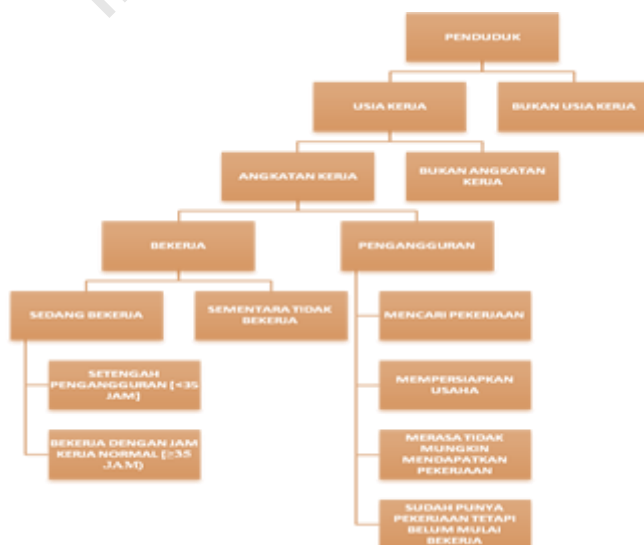 PENDUDUK
USIA KERJA
BUKAN USIA KERJA
ANGKATAN KERJA
BUKAN ANGKATAN
KERJA
BEKERJA
PENGANGGURAN
SEDANG BEKERJA
SEMENTARA TIDAK
BEKERJA
MENCARI PEKERJAAN
SETENGAH
PENGANGGURAN [<35
JAM]
MEMPERSIAPKAN
USAHA
BEKERJA DENGAN JAM
KERJA NORMAL [≥35
JAM)
MERASA TIDAK
MUNGKIN
MENDAPATKAN
PEKERJAAN
SUDAH PUNYA
PEKERJAAN TETAPI
BELUM MULAI
BEKERJA